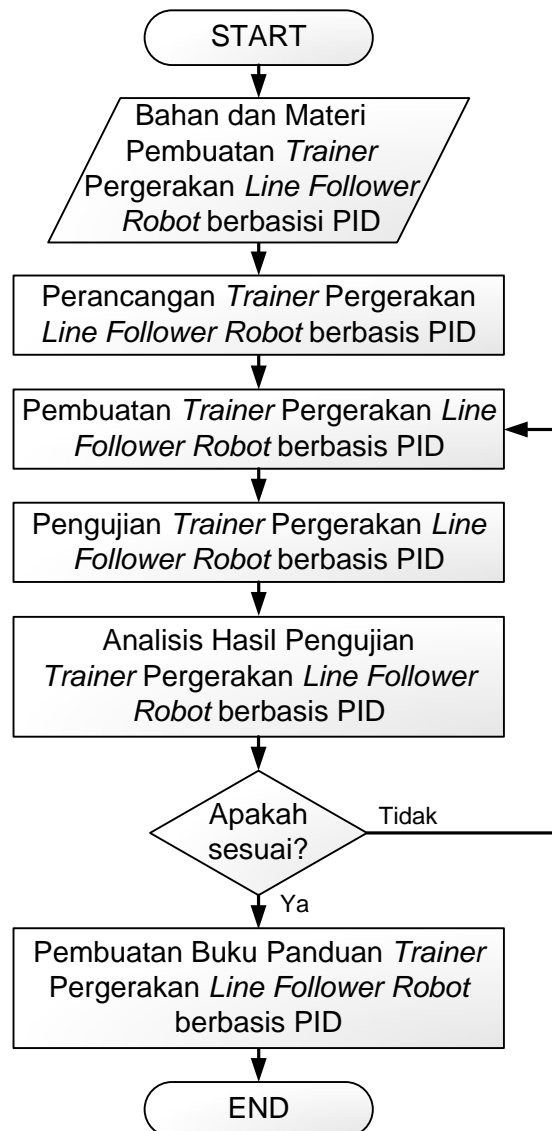 START
Bahan dan Materi
Pembuatan Trainer
Pergerakan Line Follower
Robot berbasisi PID
Perancangan Trainer Pergerakan
Line Follower Robot berbasis PID
Pembuatan Trainer Pergerakan Line
Follower Robot berbasis PID
Pengujian Trainer Pergerakan Line
Follower Robot berbasis PID
Analisis Hasil Pengujian
Trainer Pergerakan Line Follower
Robot berbasis PID
Apakah
sesuai?
Tidak
Ya
Pembuatan Buku Panduan Trainer
Pergerakan Line Follower Robot
berbasis PID
END